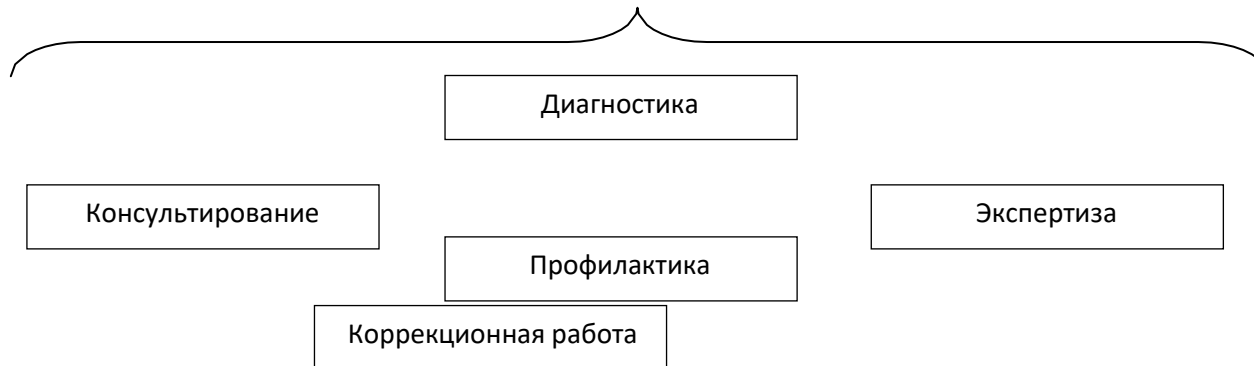 Диагностика
Консультирование
Экспертиза
Профилактика
Коррекционная работа